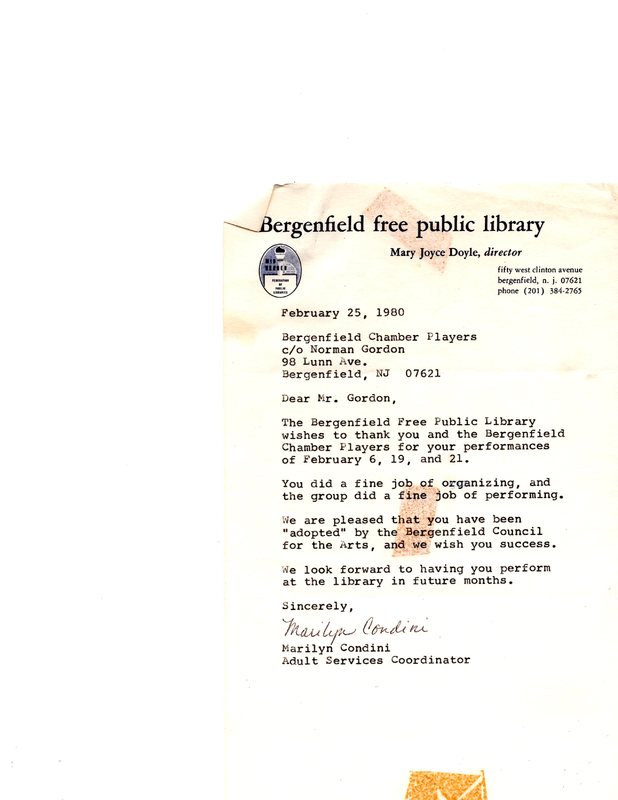 Bergenfield free public library
Mary Joyce Doyle, director
fifty west clinton avenue
bergenfield, n. j. 07621
phone (201) 384-2765
FEDERATION
OF
PUBLIC
LIBRARIES
February 25, 1980
Bergenfield Chamber Players
c/o Norman Gordon
98 Lunn Ave.
Bergenfield, NJ 07621
Dear Mr. Gordon,
The Bergenfield Free Public Library
wishes to thank you and the Bergenfield
Chamber Players for your performances
of February 6, 19, and 21.
You did a fine job of organizing, and
the group did a fine job of performing.
We are pleased that you have been
"adopted" by the Bergenfield Council
for the Arts, and we wish you success.
We look forward to having you perform
at the library in future months.
Sincerely,
Marilyn Condini
Marilyn Condini
Adult Services Coordinator